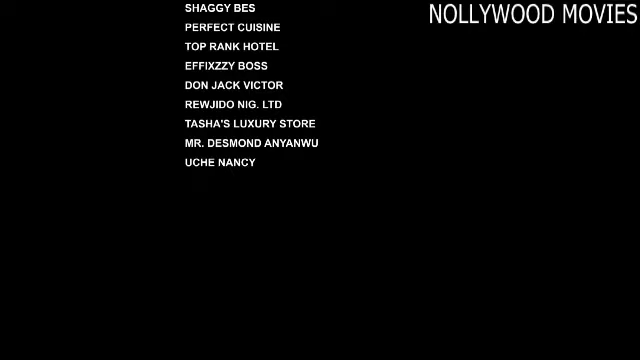 NOLLYWOOD MOVIES
SHAGGY BES
PERFECT CUISINE
TOP RANK HOTEL
EFFIXZZY BOSS
DON JACK VICTOR
REWJIDO NIG. LTD
TASHA'S LUXURY STORE
MR. DESMOND ANYANWU
UCHE NANCY